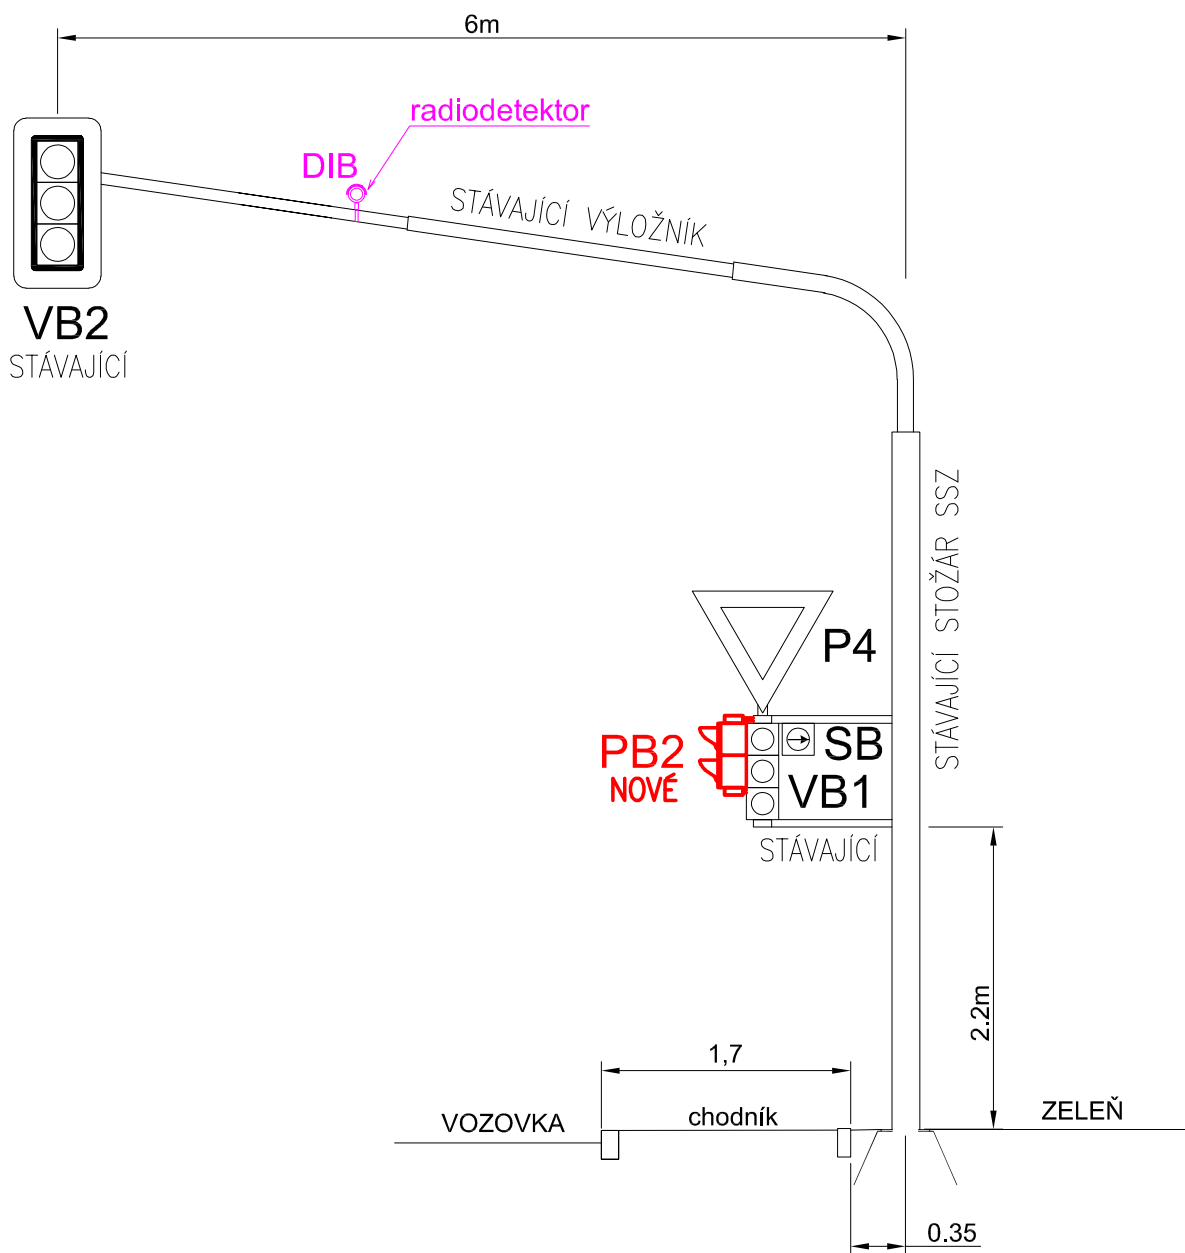 6m
radiodetektor
DIB
STÁVAJÍCÍ VÝLOŽNÍK
VB2
STÁVAJÍCÍ
STÁVAJÍCÍ STOŽÁR SSZ
P4
PB2
NOVÉ
SB
VB1
STÁVAJÍCÍ
2.2m
1,7
VOZOVKA
chodník
ZELEŇ
0.35